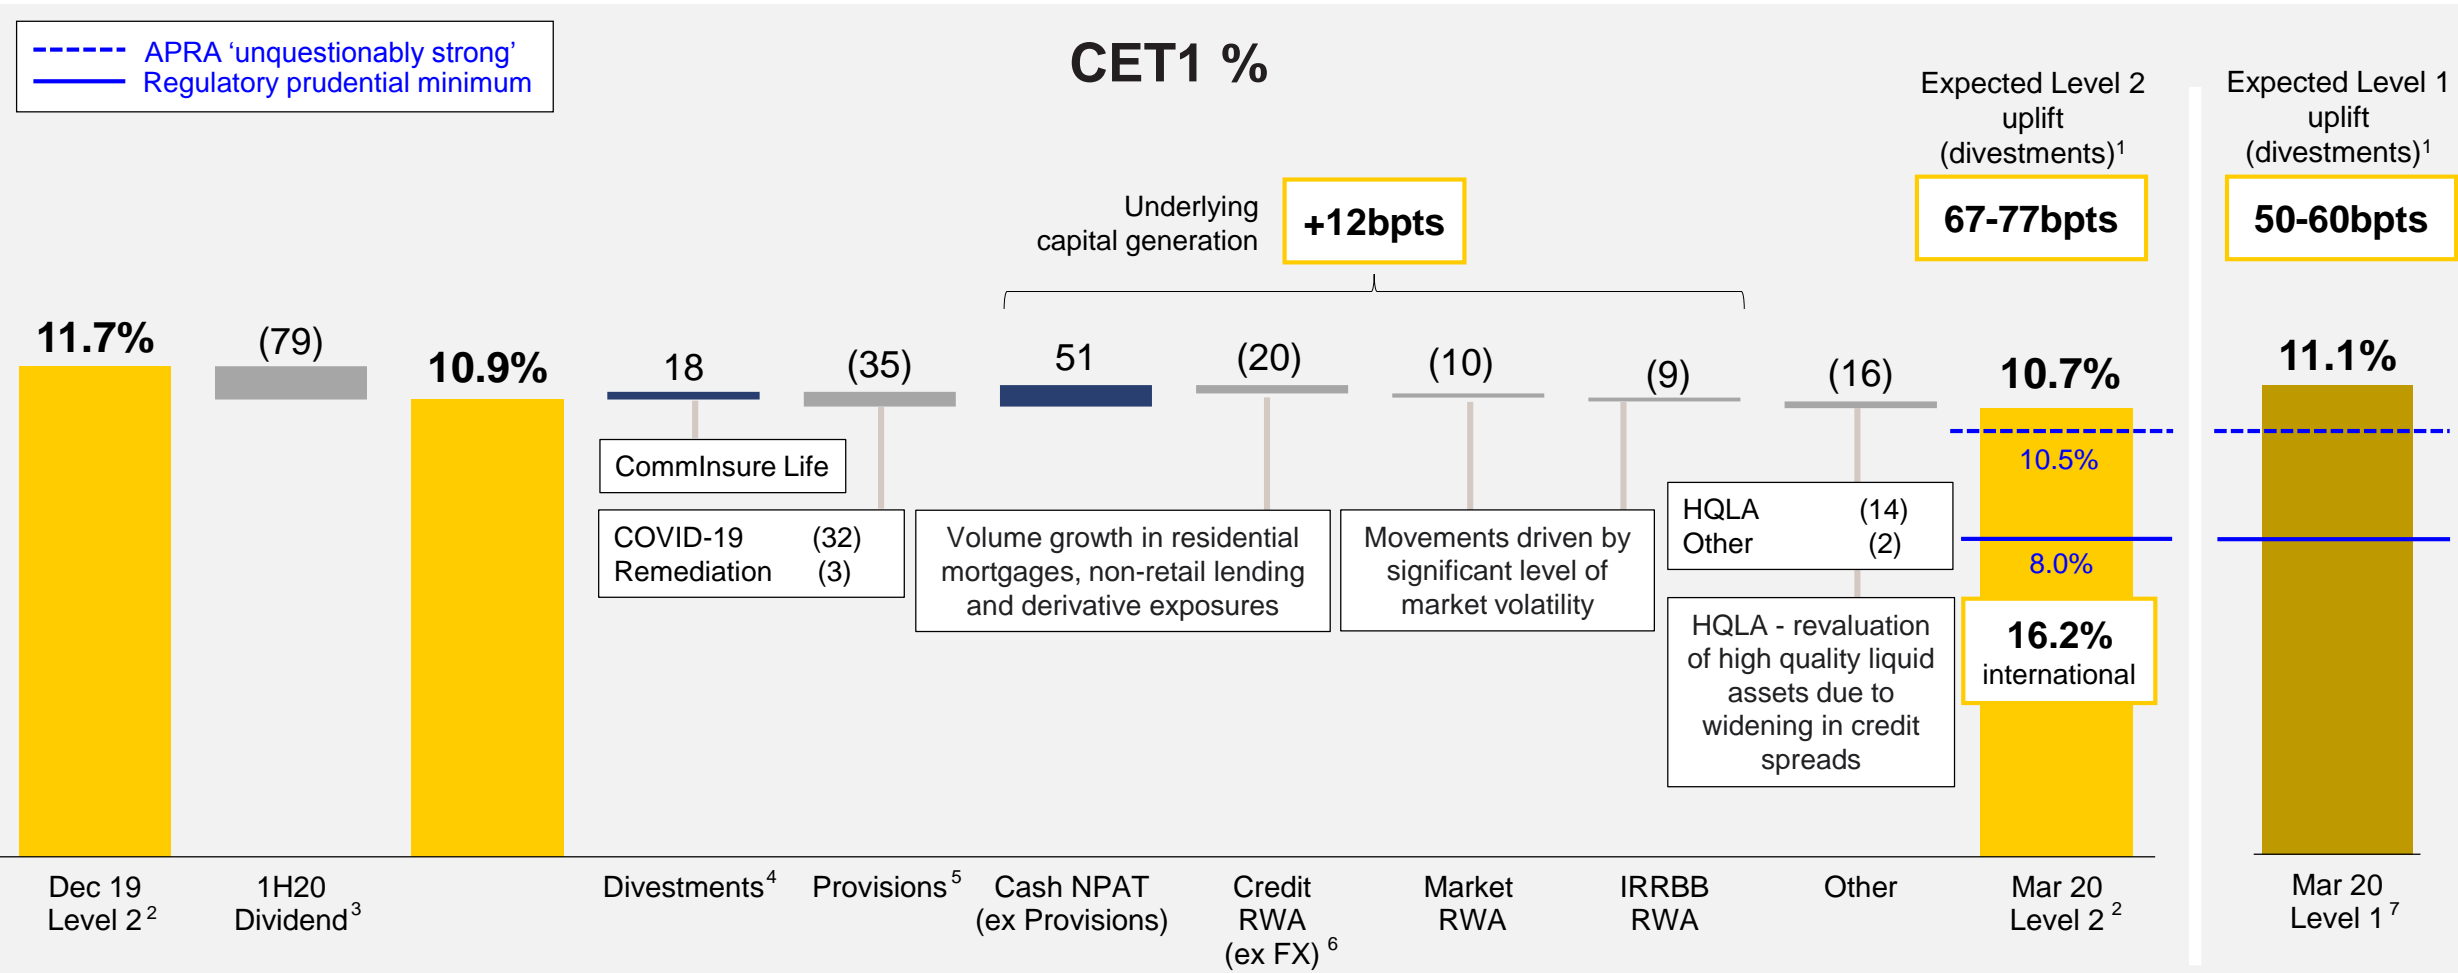 APRA ‘unquestionably strong’
Regulatory prudential minimum
CET1 %
Expected Level 2
uplift
(divestments)1
67-77bpts
Expected Level 1
uplift
(divestments)1
50-60bpts
Underlying
capital generation
+12bpts
11.7%
(79)
10.9%
18
(35)
51
(20)
(10)
(9)
(16)
10.7%
11.1%
CommInsure Life
COVID-19 (32)
Remediation (3)
Volume growth in residential
mortgages, non-retail lending
and derivative exposures
Movements driven by
significant level of
market volatility
HQLA (14)
Other (2)
HQLA - revaluation
of high quality liquid
assets due to
widening in credit
spreads
10.5%
8.0%
16.2%
international
Dec 19
Level 2 2
1H20
Dividend3
Divestments4
Provisions5
Cash NPAT
(ex Provisions)
Credit
RWA
(ex FX) 6
Market
RWA
IRRBB
RWA
Other
Mar 20
Level 2 2
Mar 20
Level 1 7